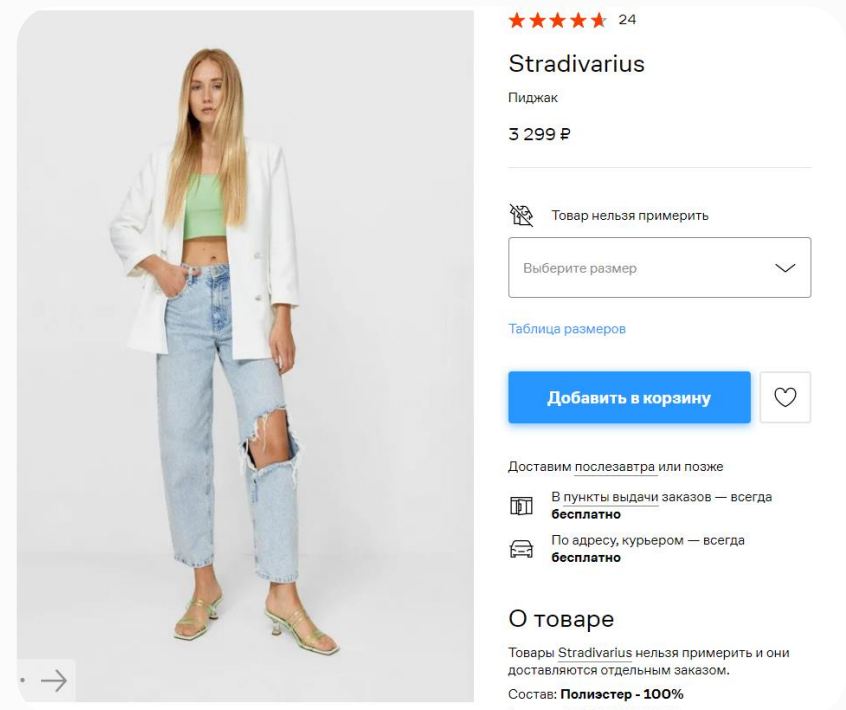 24
Stradivarius
Пиджак
3 299 ₽
Товар нельзя примерить
Выберите размер
Таблица размеров
Добавить в корзину
Доставим послезавтра или позже
В пункты выдачи заказов — всегда
бесплатно
По адресу, курьером — всегда
бесплатно
О товаре
Товары Stradivarius нельзя примерить и они
доставляются отдельным заказом.
Состав: Полиэстер - 100%